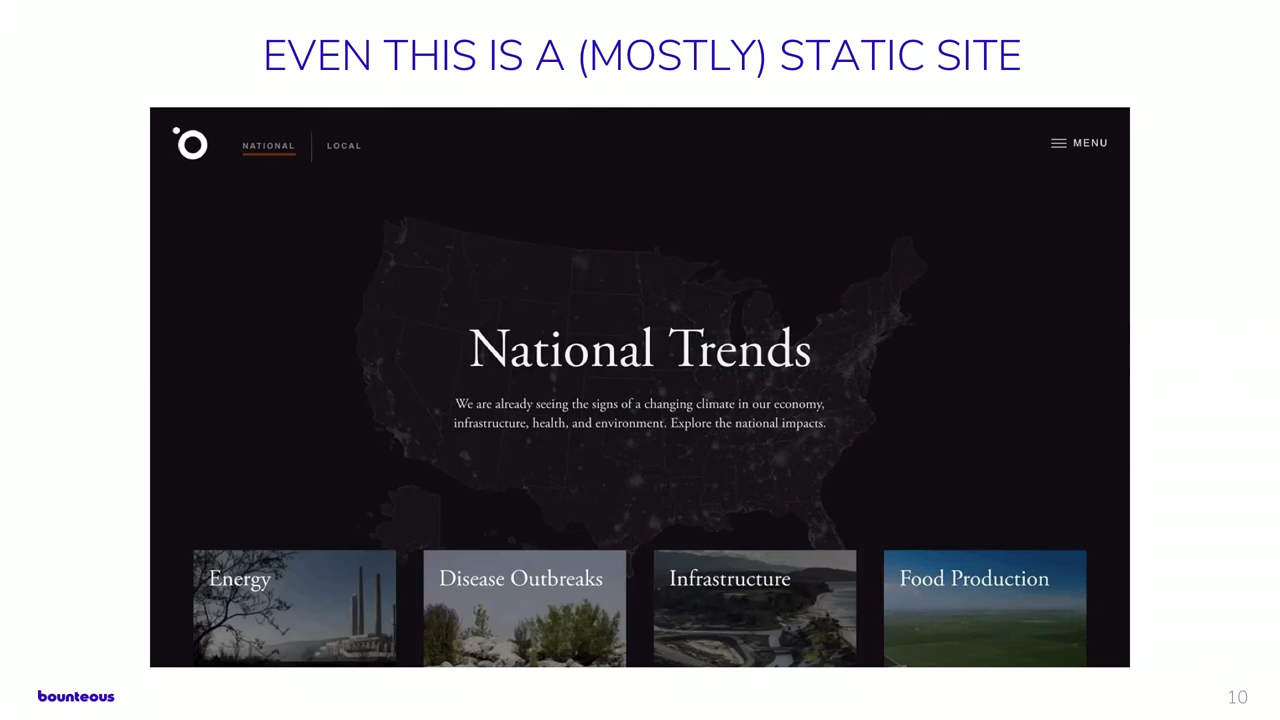 EVEN THIS IS A (MOSTLY) STATIC SITE
NATIONAL
LOCAL
MENU
National Trends
We are already seeing the signs of a changing climate in our economy,
infrastructure, health, and environment. Explore the national impacts.
Energy
Disease Outbreaks
Infrastructure
Food Production
bounteous
10